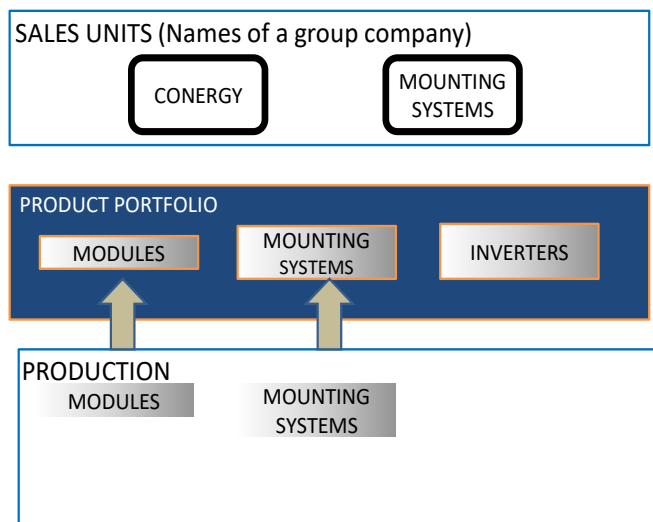 SALES UNITS (Names of a group company)
CONERGY
MOUNTING
SYSTEMS
PRODUCT PORTFOLIO
MODULES
MOUNTING
SYSTEMS
INVERTERS
PRODUCTION
MODULES
MOUNTING
SYSTEMS